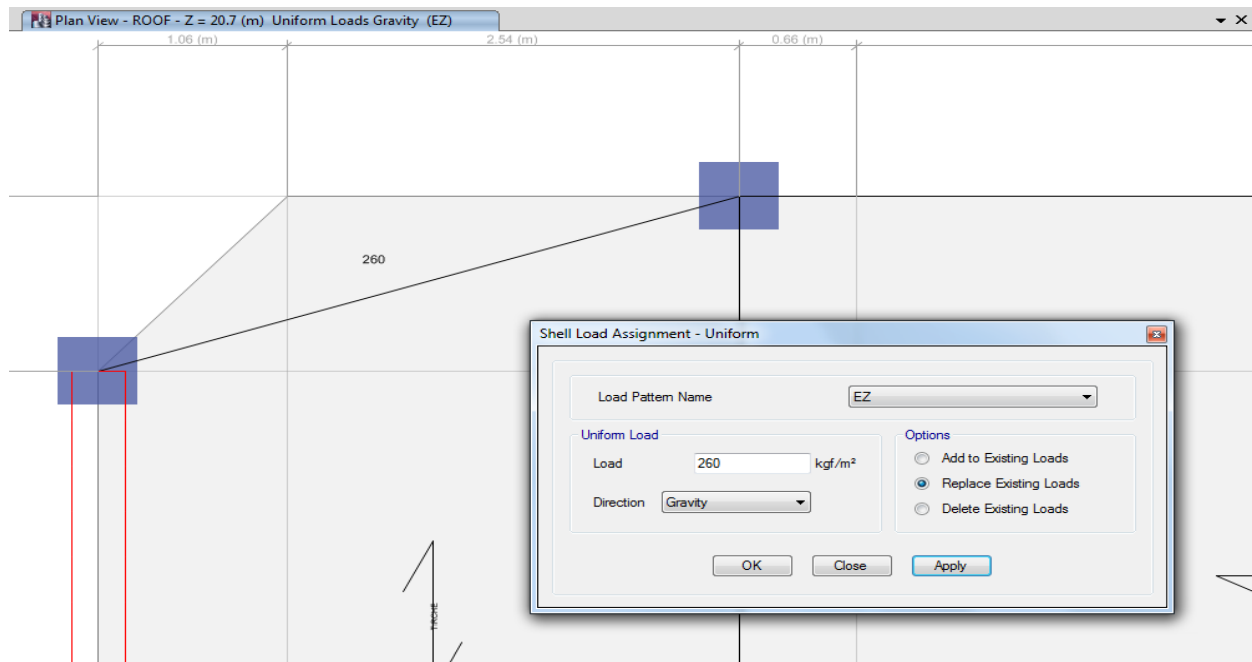 Plan View - ROOF - Z = 20.7 (m) Uniform Loads Gravity (EZ)
1.06 (m) 2.54 (m) 0.66 (m)
260
Shell Load Assignment - Uniform
Load Pattern Name EZ
Uniform Load
Load 260 kgf/m²
Direction Gravity
Options
Add to Existing Loads
Replace Existing Loads
Delete Existing Loads
OK Close Apply